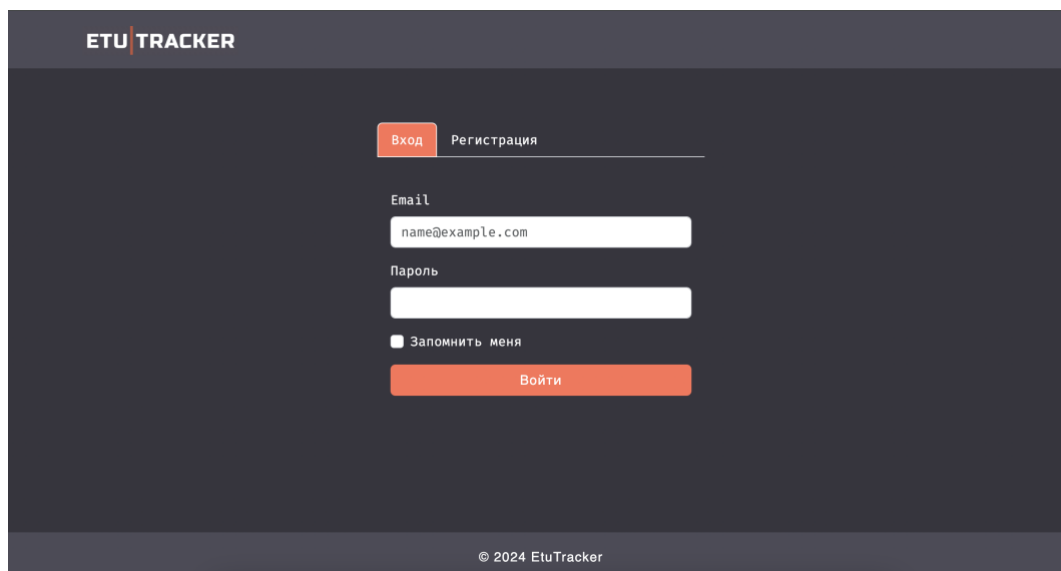 ETU TRACKER
Вход Регистрация
Email
name@example.com
Пароль
Запомнить меня
Войти
© 2024 EtuTracker